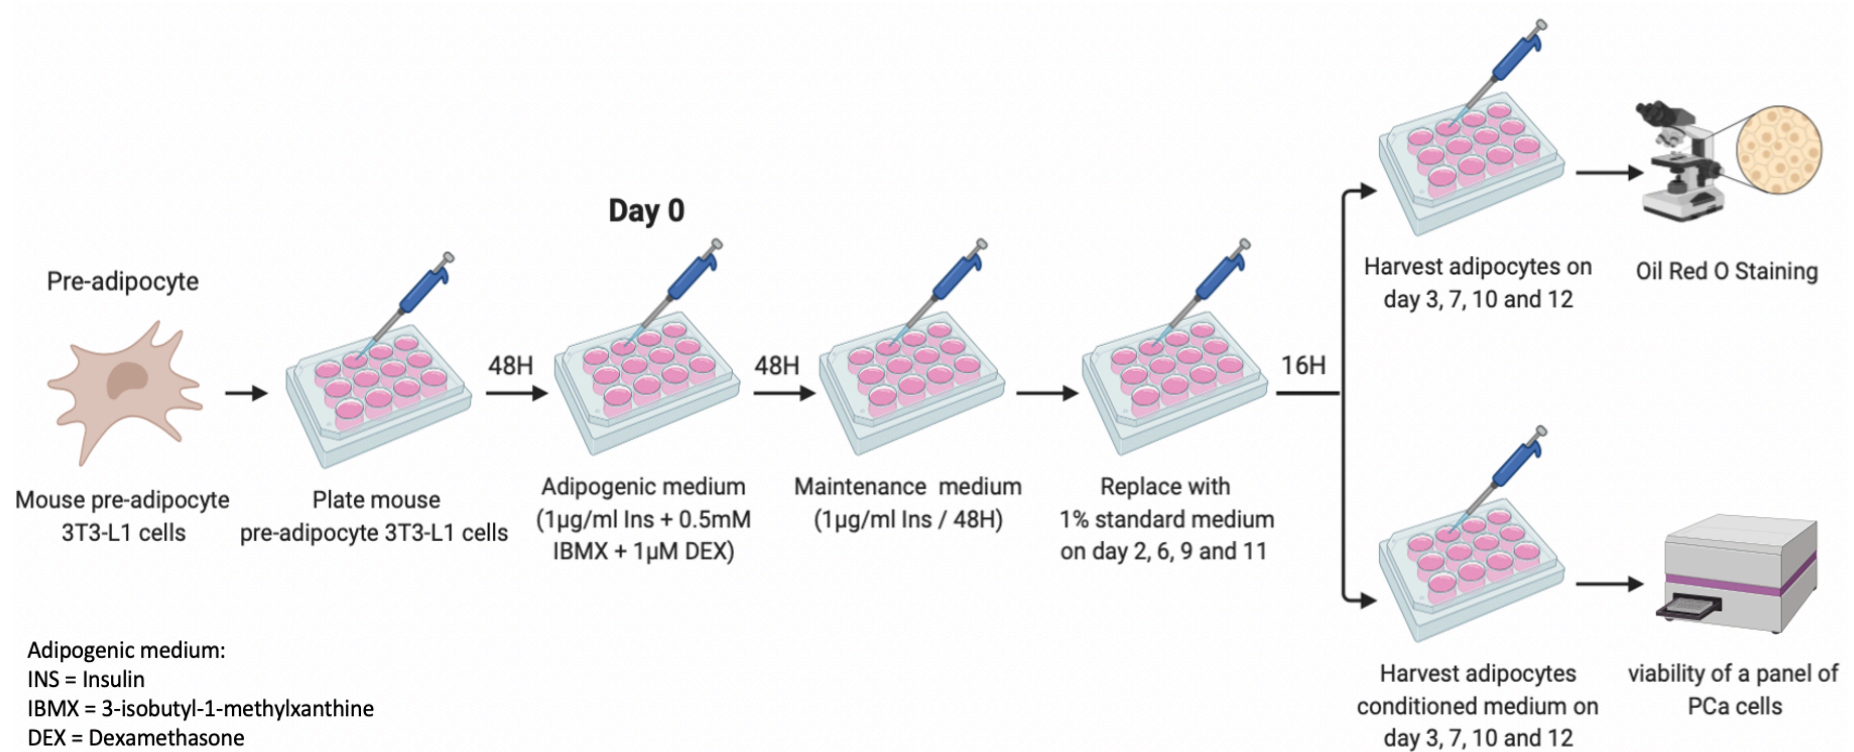 Day 0
Pre-adipocyte
48H
48H
16H
Mouse pre-adipocyte
3T3-L1 cells
Plate mouse
pre-adipocyte 3T3-L1 cells
Adipogenic medium
(1µg/ml Ins + 0.5mM
IBMX + 1µM DEX)
Maintenance medium
(1µg/ml Ins / 48H)
Replace with
1% standard medium
on day 2, 6, 9 and 11
Harvest adipocytes on
day 3, 7, 10 and 12
Oil Red O Staining
Harvest adipocytes
conditioned medium on
day 3, 7, 10 and 12
viability of a panel of
PCa cells
Adipogenic medium:
INS = Insulin
IBMX = 3-isobutyl-1-methylxanthine
DEX = Dexamethasone